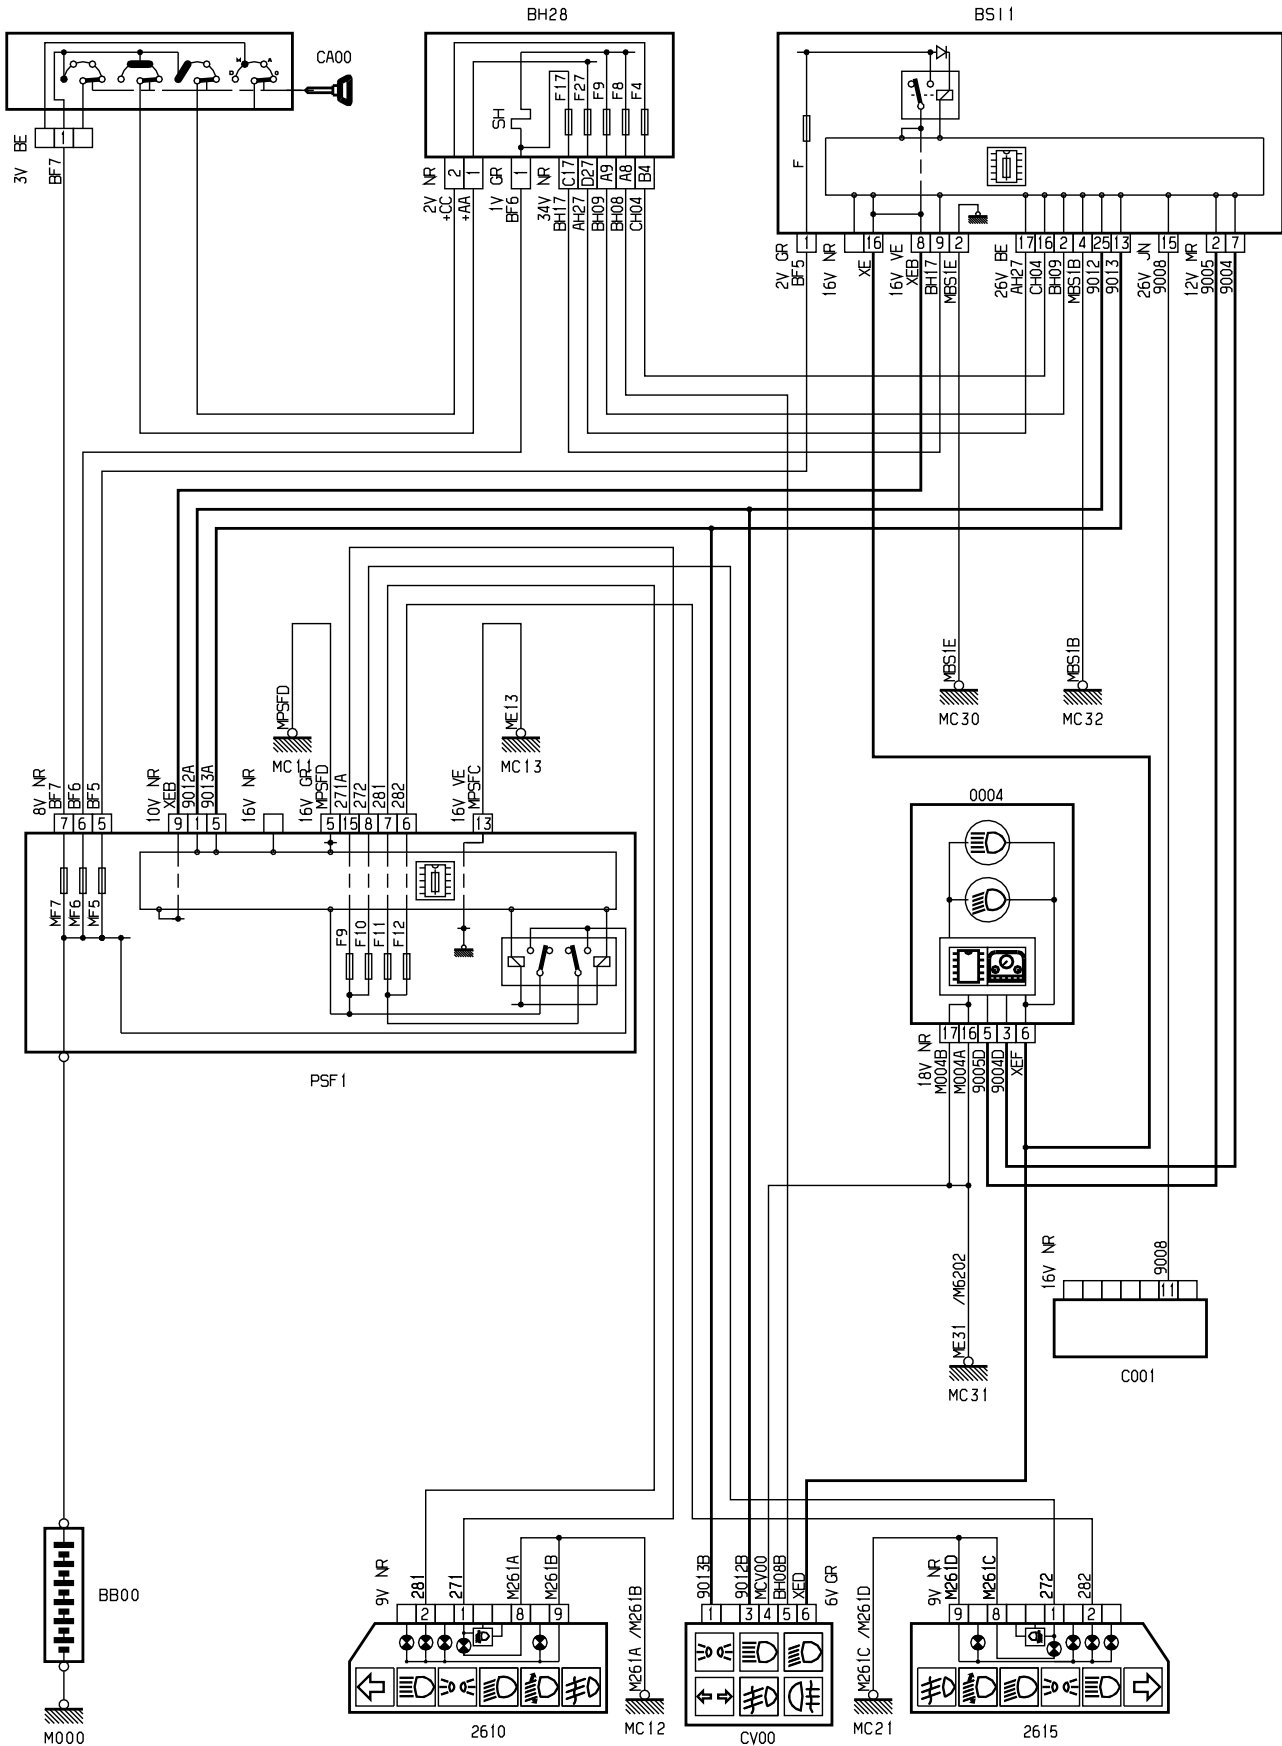 BH28
BSI1
CA00
M A
D O
SH
F17
F27
F9
F8
F4
F
3V BE
1
BF7
2V NR
2 1
+CC
+AA
1V GR
1
BF6
34V NR
C17 D27 A9 A8 B4
BH17
AH27
BH09
BH08
CH04
2V GR
1
BF5
16V NR
16
XE
16V VE
8 9 2
XEB
BH17
MBS1E
26V BE
17 16 2 4 25 13
AH27
CH04
BH09
MBS1B
9012
9013
26V JN
15
9008
12V MR
2 7
9005
9004
MBS1E
MC30
MBS1B
MC32
MPSFD
MC11
ME13
MC13
8V NR
BF7
BF6
BF5
7 6 5
10V NR
XEB
9012A
9013A
9 1 5
16V NR
16V GR
MPSFD
271A
272
281
282
5 15 8 7 6
16V VE
MPSFC
13
MF7
MF6
MF5
F9
F10
F11
F12
PSF1
0004
17 16 5 3 6
18V NR
M004B
M004A
9005D
9004D
XEF
ME31 /M6202
MC31
16V NR
9008
11
C001
BB00
M000
9V NR
281
271
M261A
M261B
2 1 8 9
2610
M261A /M261B
MC12
9013B
9012B
MCV00
BH08B
XED
6V GR
1 3 4 5 6
CV00
M261C /M261D
MC21
9V NR
M261D
M261C
272
282
9 8 1 2
2615